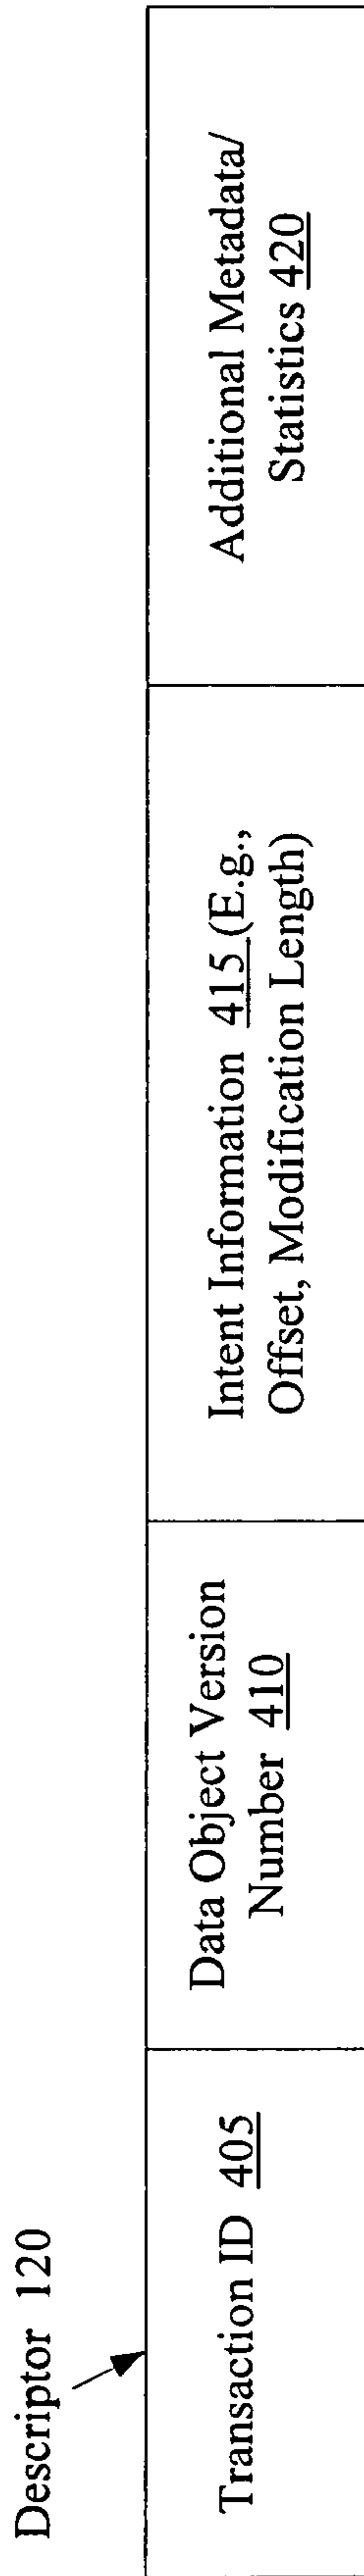 Descriptor 120
Transaction ID 405
Data Object Version
Number 410
Intent Information 415 (E.g.,
Offset, Modification Length)
Additional Metadata/
Statistics 420